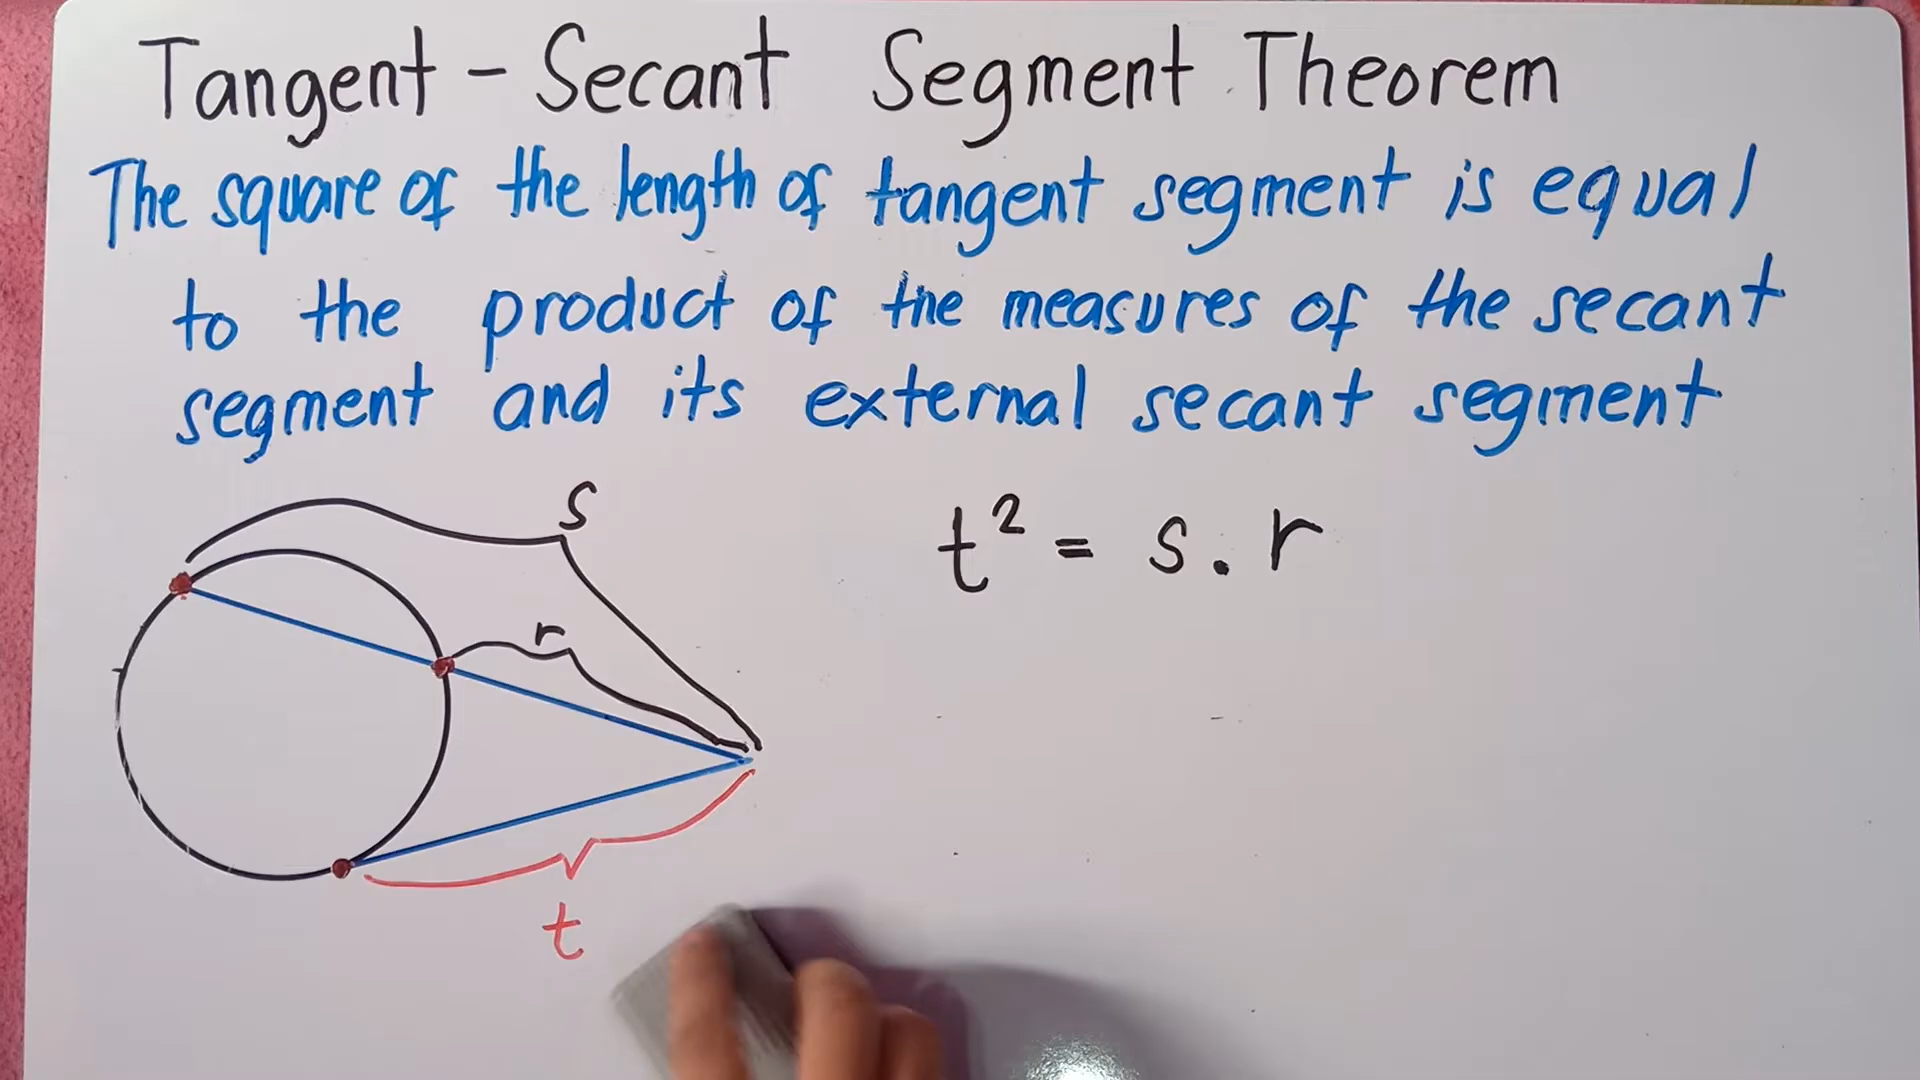 Tangent - Secant Segment Theorem
The square of the length of tangent segment is equal
to the product of the measures of the secant
segment and its external secant segment
s
t² = s . r
r
t